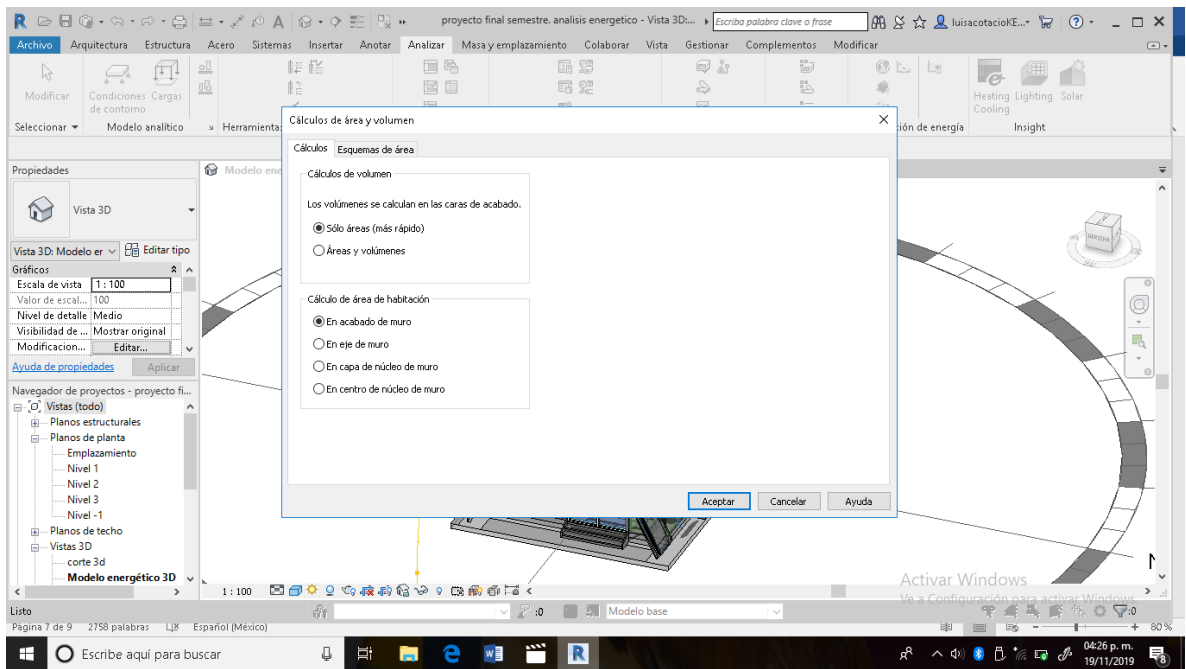 proyecto final semestre. analisis energetico - Vista 3D:... Escriba palabra clave o frase luisacotacioKE...
Archivo Arquitectura Estructura Acero Sistemas Insertar Anotar Analizar Masa y emplazamiento Colaborar Vista Gestionar Complementos Modificar
Modificar Condiciones de contorno Cargas Heating Cooling Lighting Solar
Seleccionar Modelo analítico Herramienta ión de energía Insight
Cálculos de área y volumen
Cálculos Esquemas de área
Cálculos de volumen
Los volúmenes se calculan en las caras de acabado.
Sólo áreas (más rápido)
Áreas y volúmenes
Cálculo de área de habitación
En acabado de muro
En eje de muro
En capa de núcleo de muro
En centro de núcleo de muro
Aceptar Cancelar Ayuda
Propiedades
Modelo ene
Vista 3D
Vista 3D: Modelo er Editar tipo
Gráficos
Escala de vista 1 : 100
Valor de escal... 100
Nivel de detalle Medio
Visibilidad de ... Mostrar original
Modificacion... Editar...
Ayuda de propiedades Aplicar
Navegador de proyectos - proyecto fi...
Vistas (todo)
Planos estructurales
Planos de planta
Emplazamiento
Nivel 1
Nivel 2
Nivel 3
Nivel -1
Planos de techo
Vistas 3D
corte 3d
Modelo energético 3D
1 : 100
N
Activar Windows
Ve a Configuración para activar Windows.
Listo :0 Modelo base :0
Página 7 de 9 2758 palabras Español (México) 80 %
Escribe aquí para buscar
04:26 p. m.
19/11/2019
8